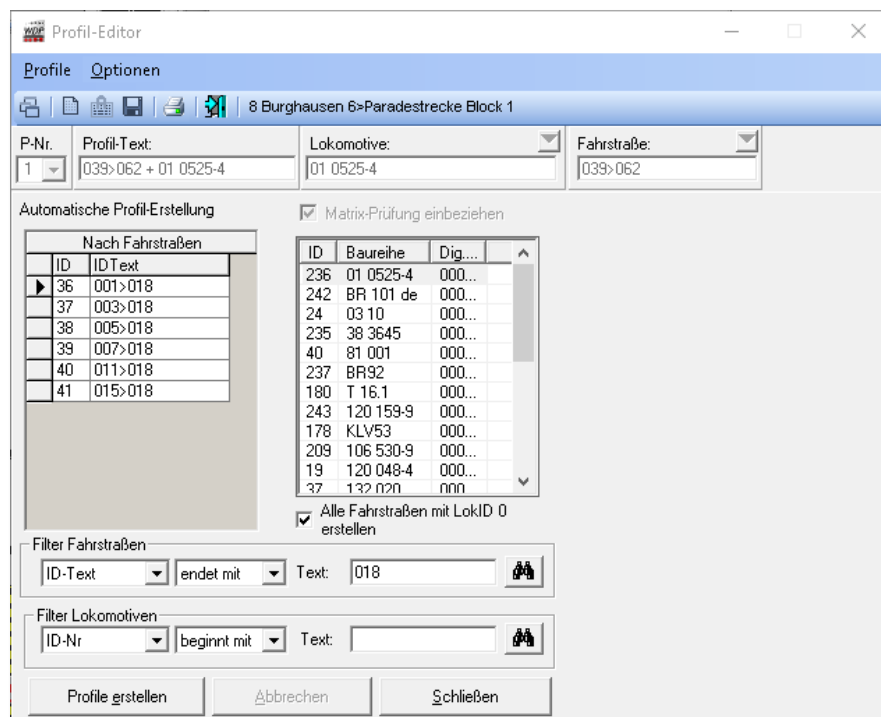 WDP Profil-Editor
Profile Optionen
8 Burghausen 6>Paradestrecke Block 1
P-Nr. Profil-Text: Lokomotive: Fahrstraße:
1 039>062 + 01 0525-4 01 0525-4 039>062
Automatische Profil-Erstellung
Matrix-Prüfung einbeziehen
Nach Fahrstraßen
ID IDText
36 001>018
37 003>018
38 005>018
39 007>018
40 011>018
41 015>018
ID Baureihe Dig....
236 01 0525-4 000...
242 BR 101 de 000...
24 03 10 000...
235 38 3645 000...
40 81 001 000...
237 BR92 000...
180 T 16.1 000...
243 120 159-9 000...
178 KLV53 000...
209 106 530-9 000...
19 120 048-4 000...
37 132 020 000
Alle Fahrstraßen mit LokID 0
erstellen
Filter Fahrstraßen
ID-Text endet mit Text: 018
Filter Lokomotiven
ID-Nr beginnt mit Text:
Profile erstellen Abbrechen Schließen